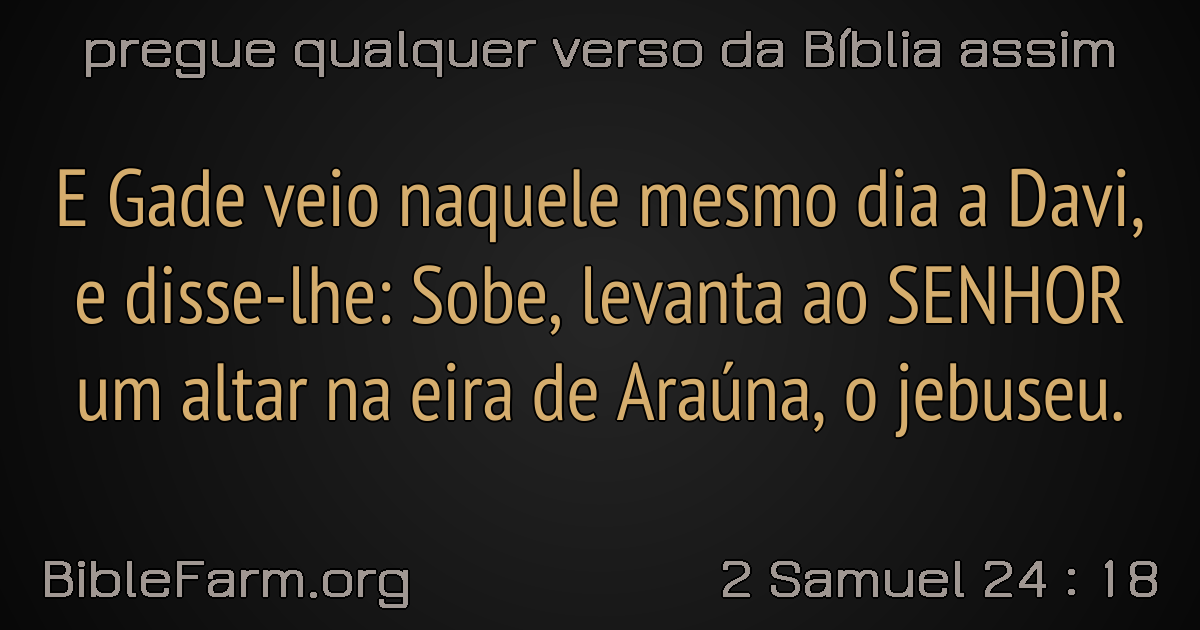 pregue qualquer verso da Bíblia assim
E Gade veio naquele mesmo dia a Davi,
e disse-lhe: Sobe, levanta ao SENHOR
um altar na eira de Araúna, o jebuseu.
BibleFarm.org
2 Samuel 24 : 18